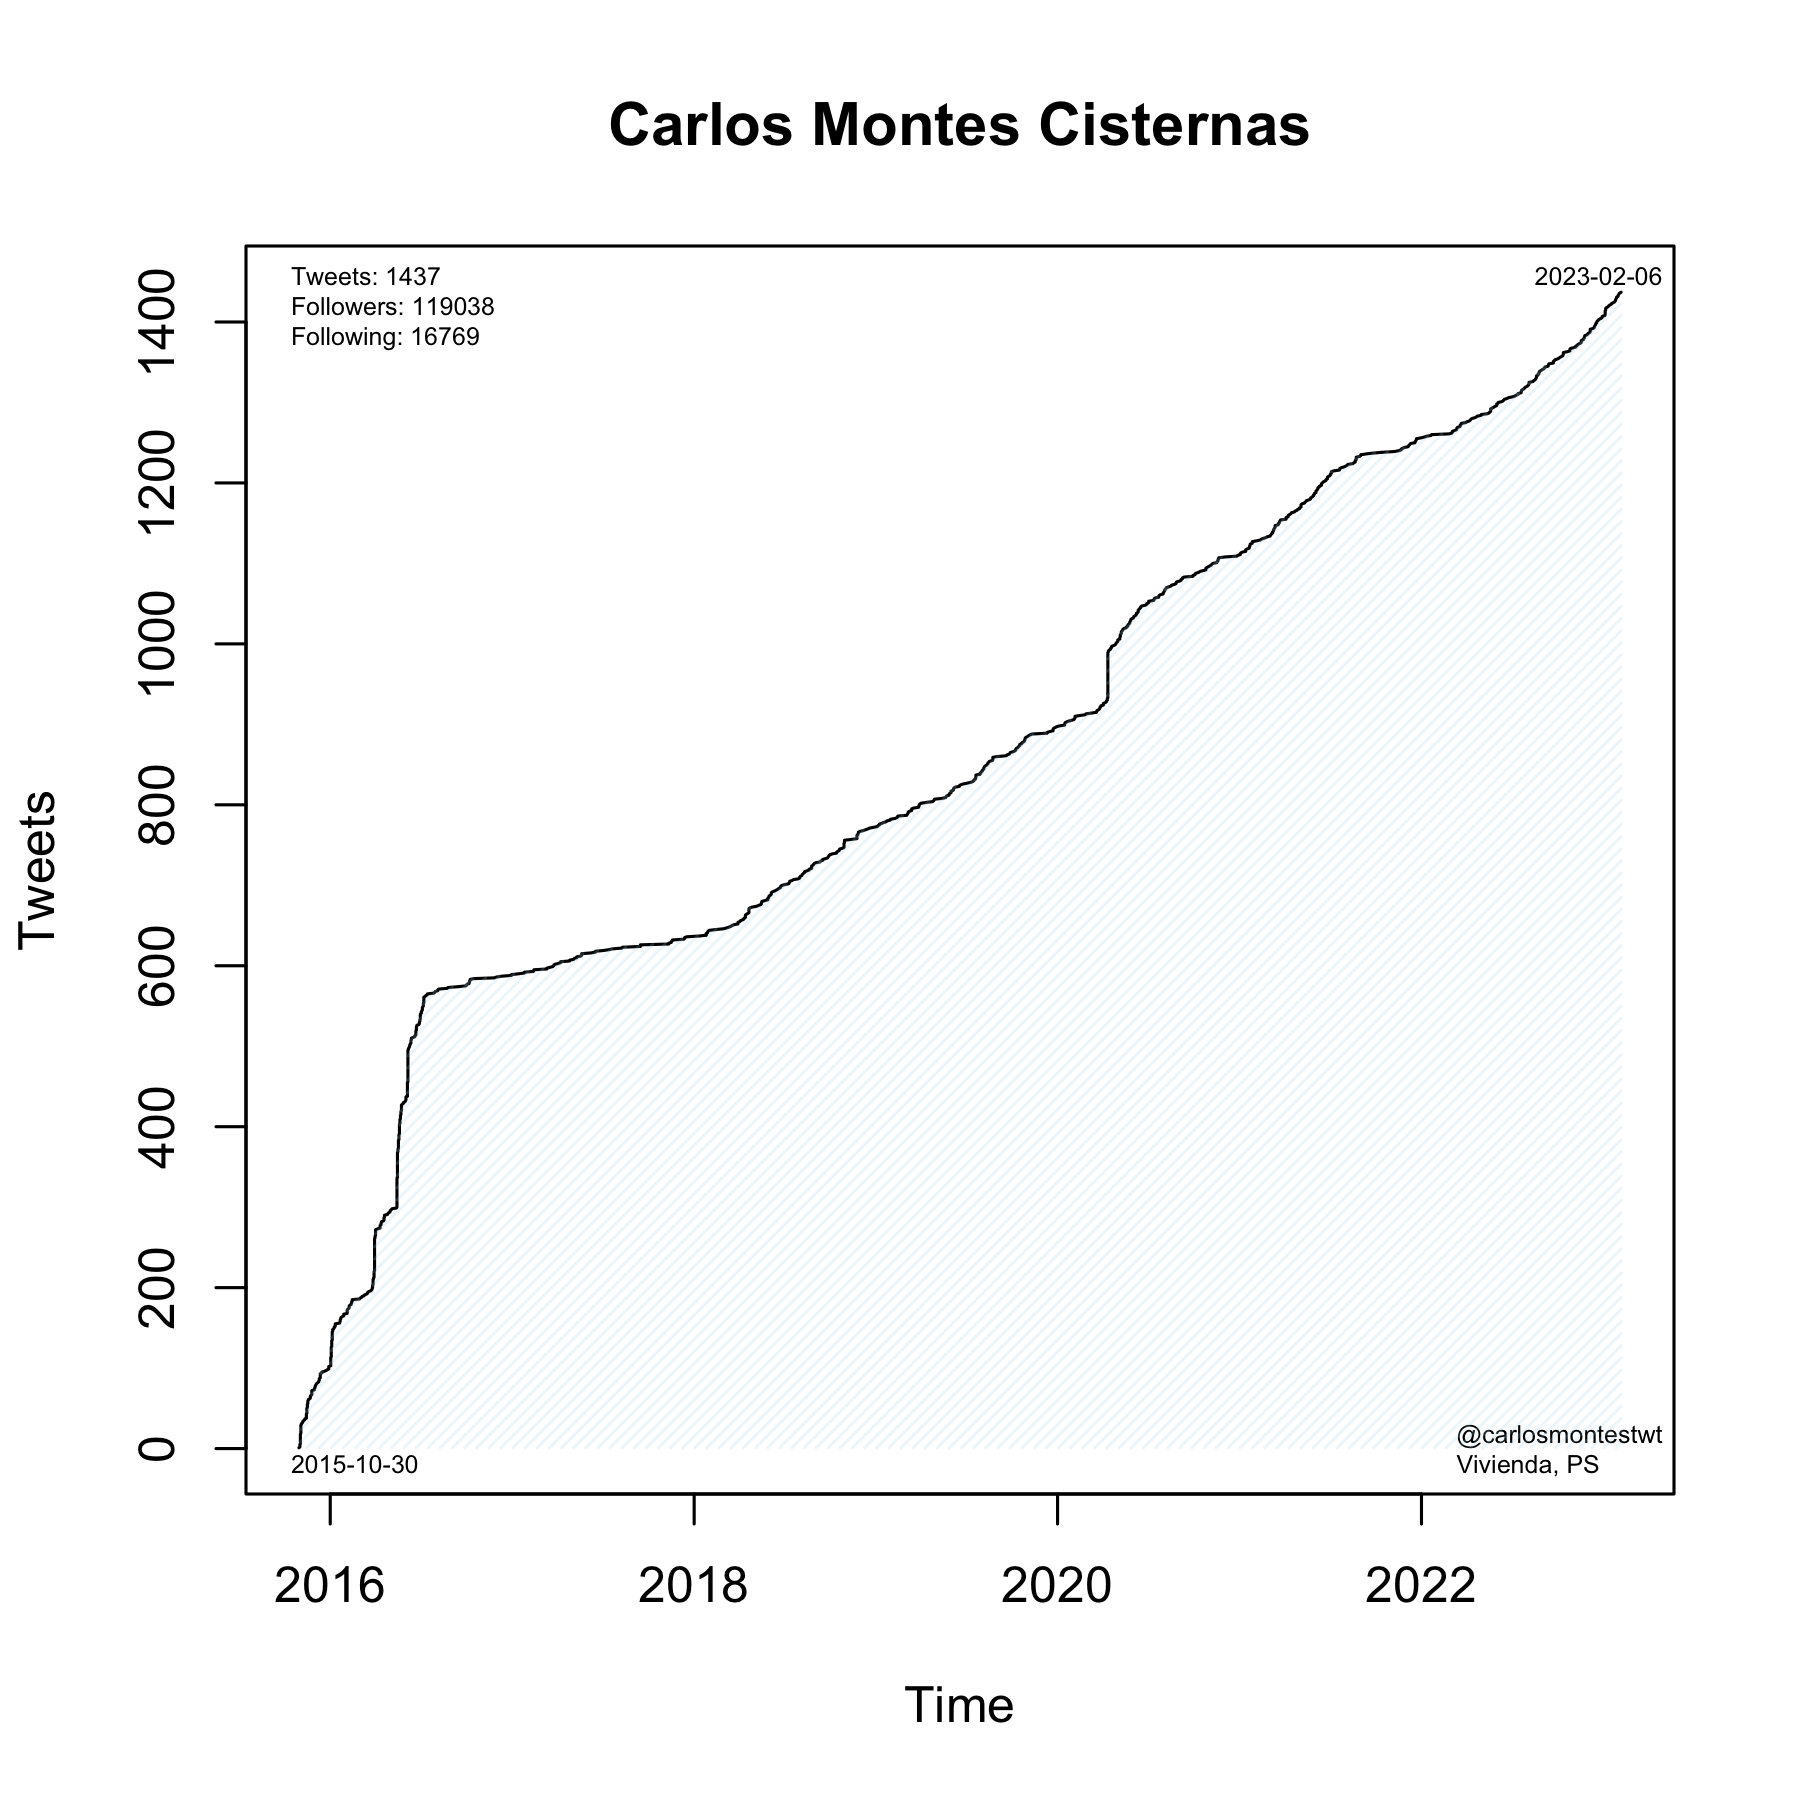 Carlos Montes Cisternas
Tweets: 1437
Followers: 119038
Following: 16769
2023-02-06
1400
1200
1000
800
600
400
200
0
Tweets
@carlosmontestwt
Vivienda, PS
2015-10-30
2016
2018
2020
2022
Time